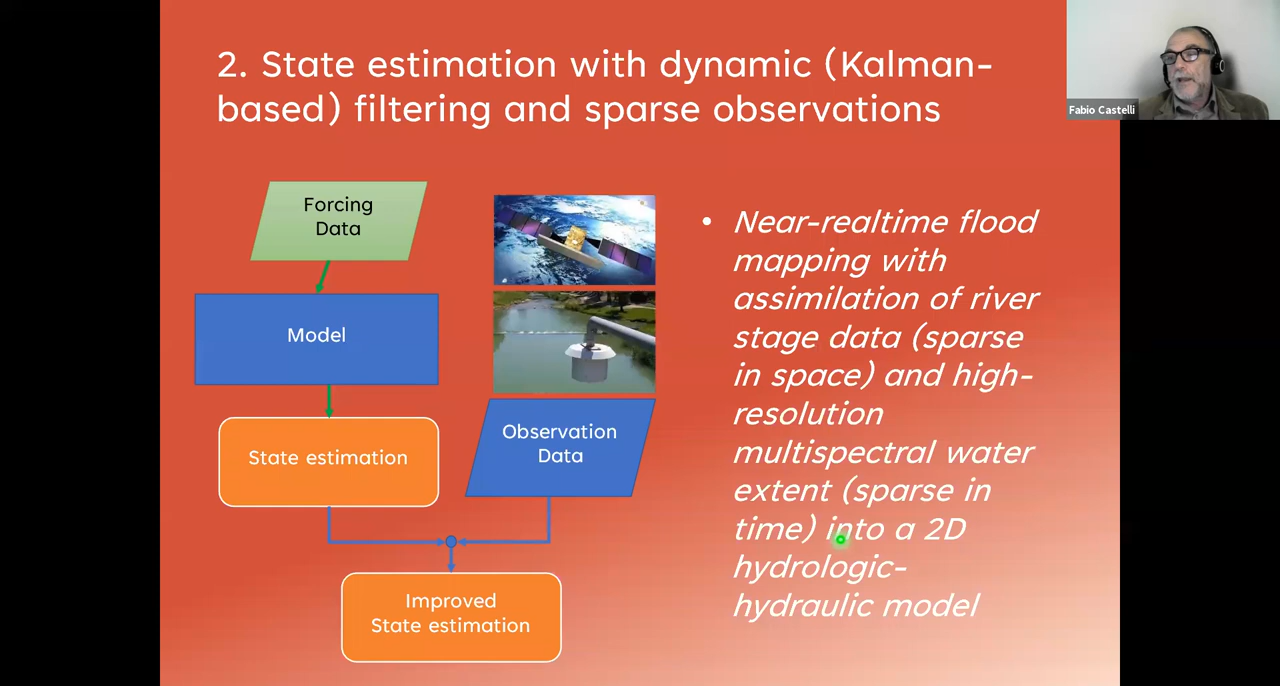 2. State estimation with dynamic (Kalman-
based) filtering and sparse observations
Fabio Castelli
Forcing
Data
Model
State estimation
Observation
Data
Improved
State estimation
• Near-realtime flood
mapping with
assimilation of river
stage data (sparse
in space) and high-
resolution
multispectral water
extent (sparse in
time) into a 2D
hydrologic-
hydraulic model